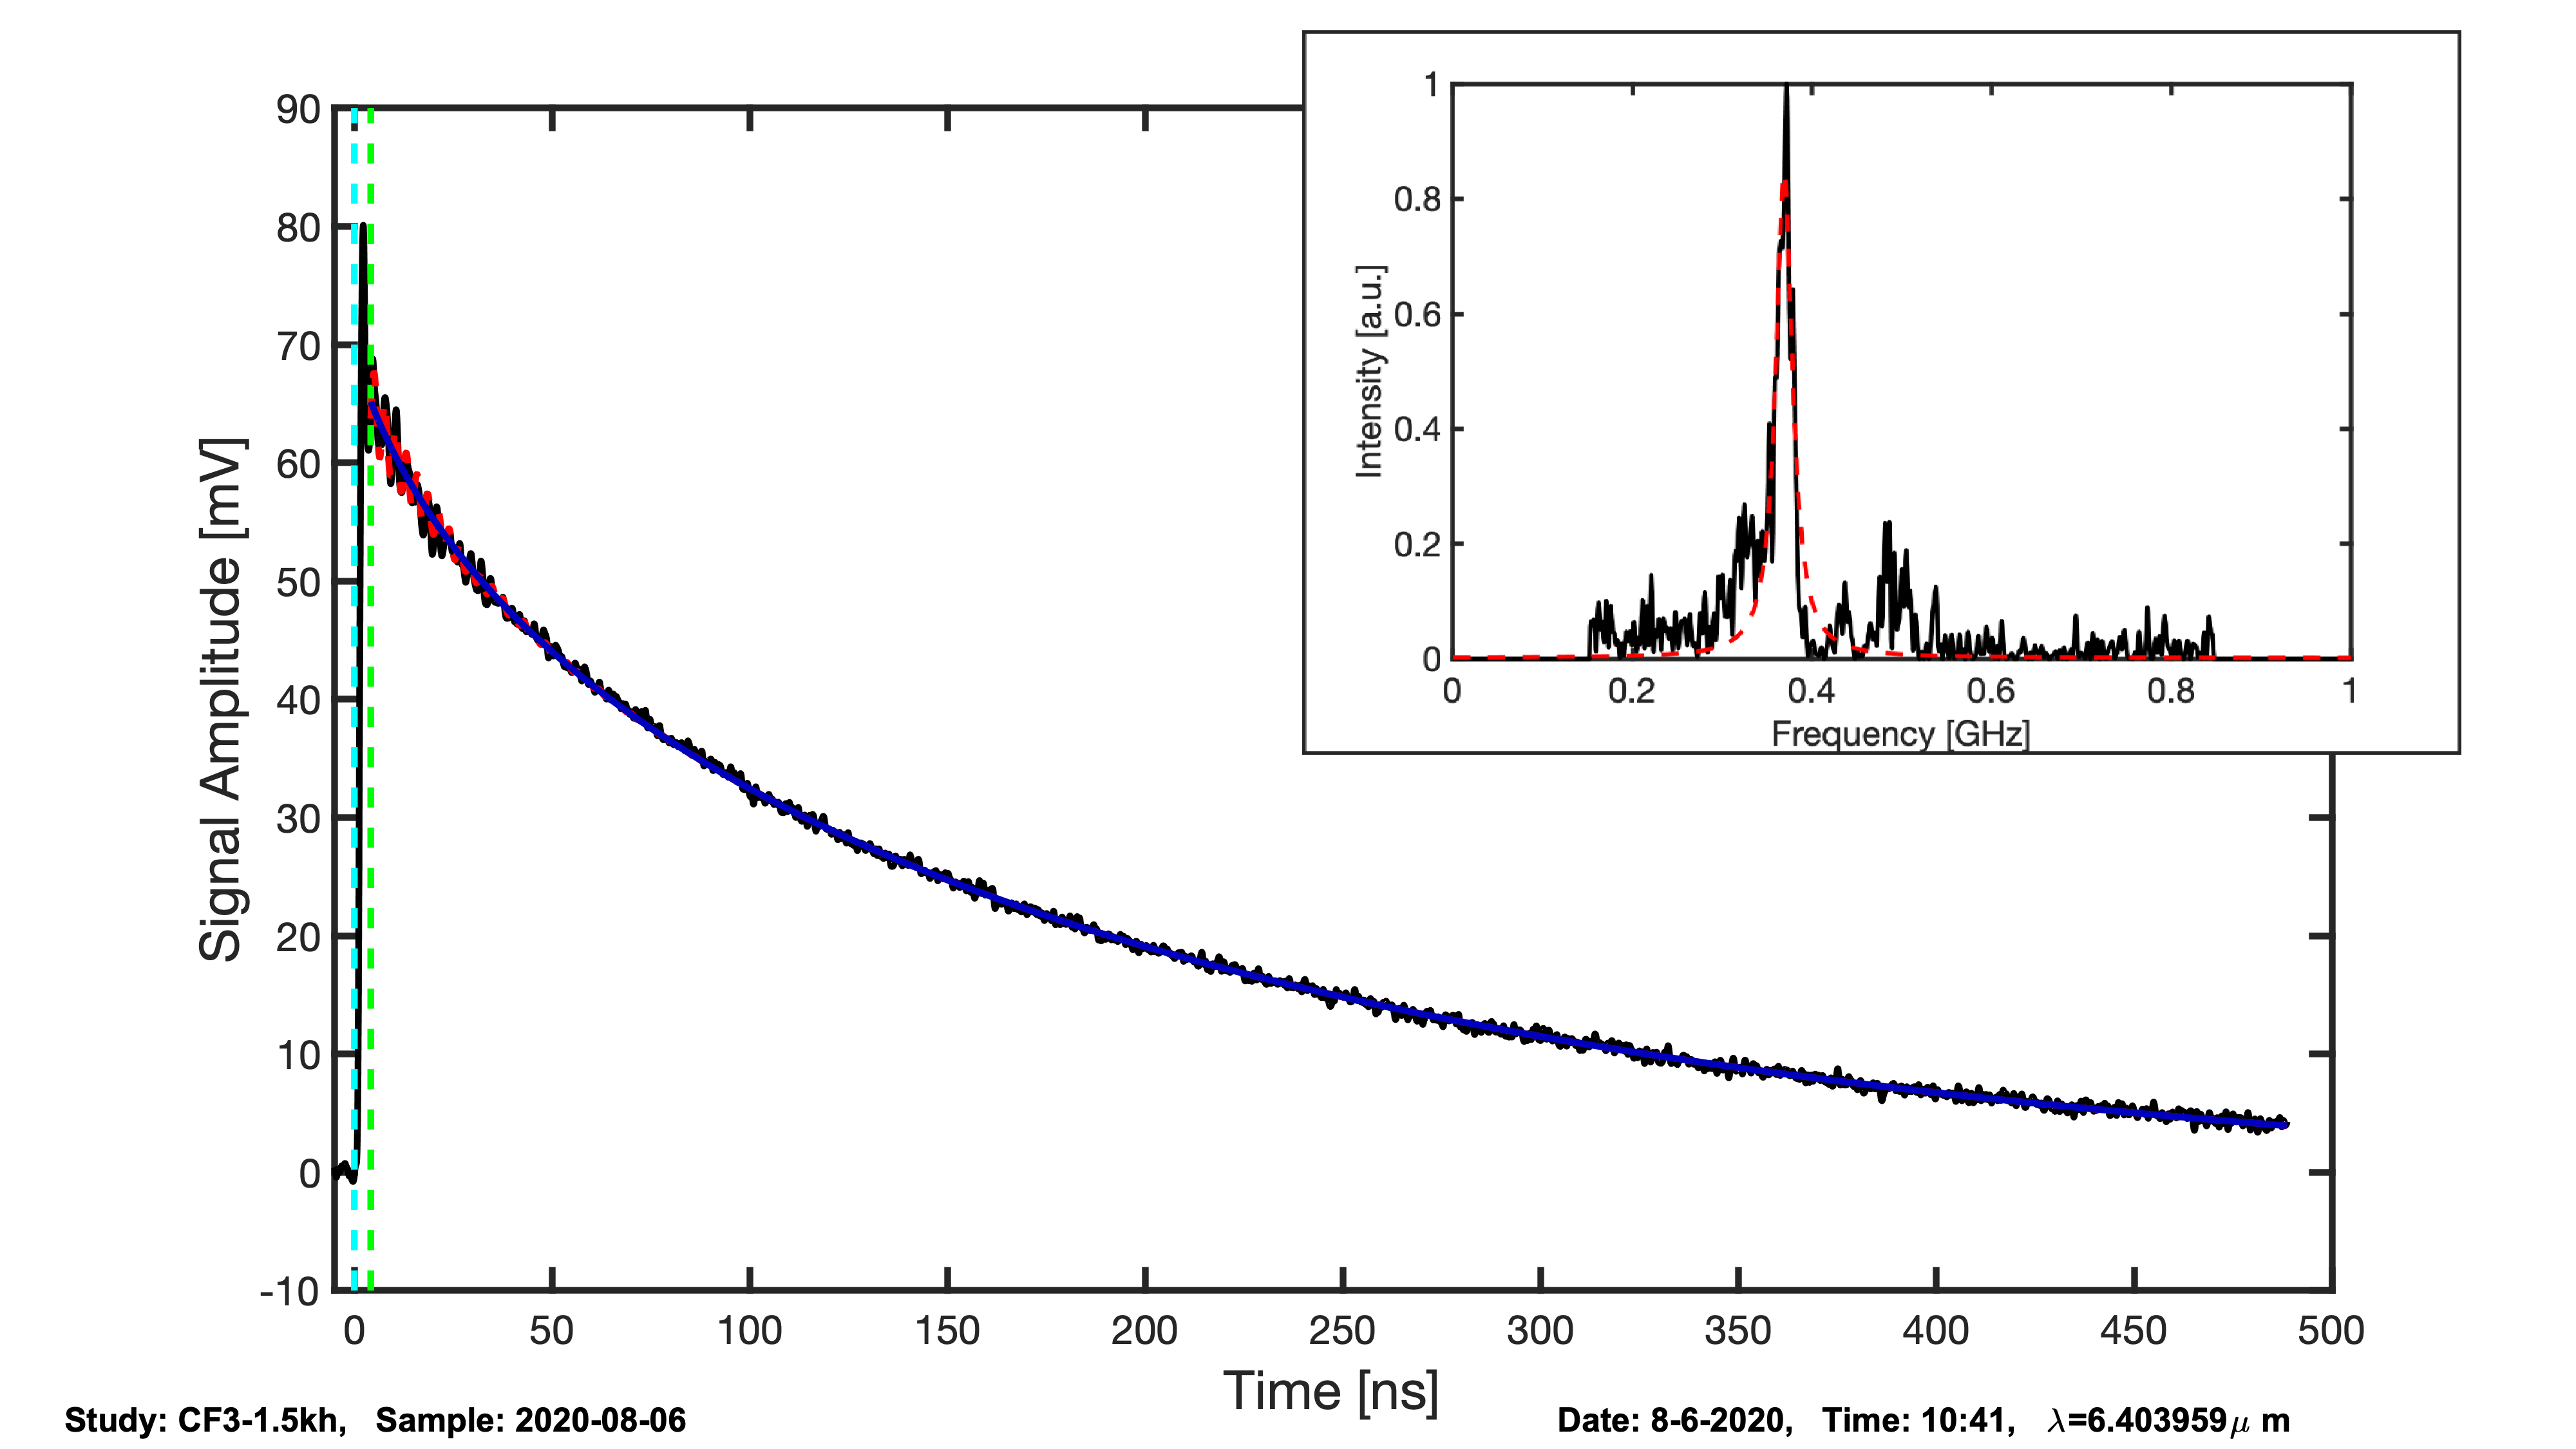 1
0.8
0.6
0.4
0.2
0
0 0.2 0.4 0.6 0.8 1
Intensity [a.u.]
Frequency [GHz]
90
80
70
60
50
40
30
20
10
0
-10
Signal Amplitude [mV]
0 50 100 150 200 250 300 350 400 450 500
Time [ns]
Study: CF3-1.5kh, Sample: 2020-08-06
Date: 8-6-2020, Time: 10:41, λ=6.403959μ m